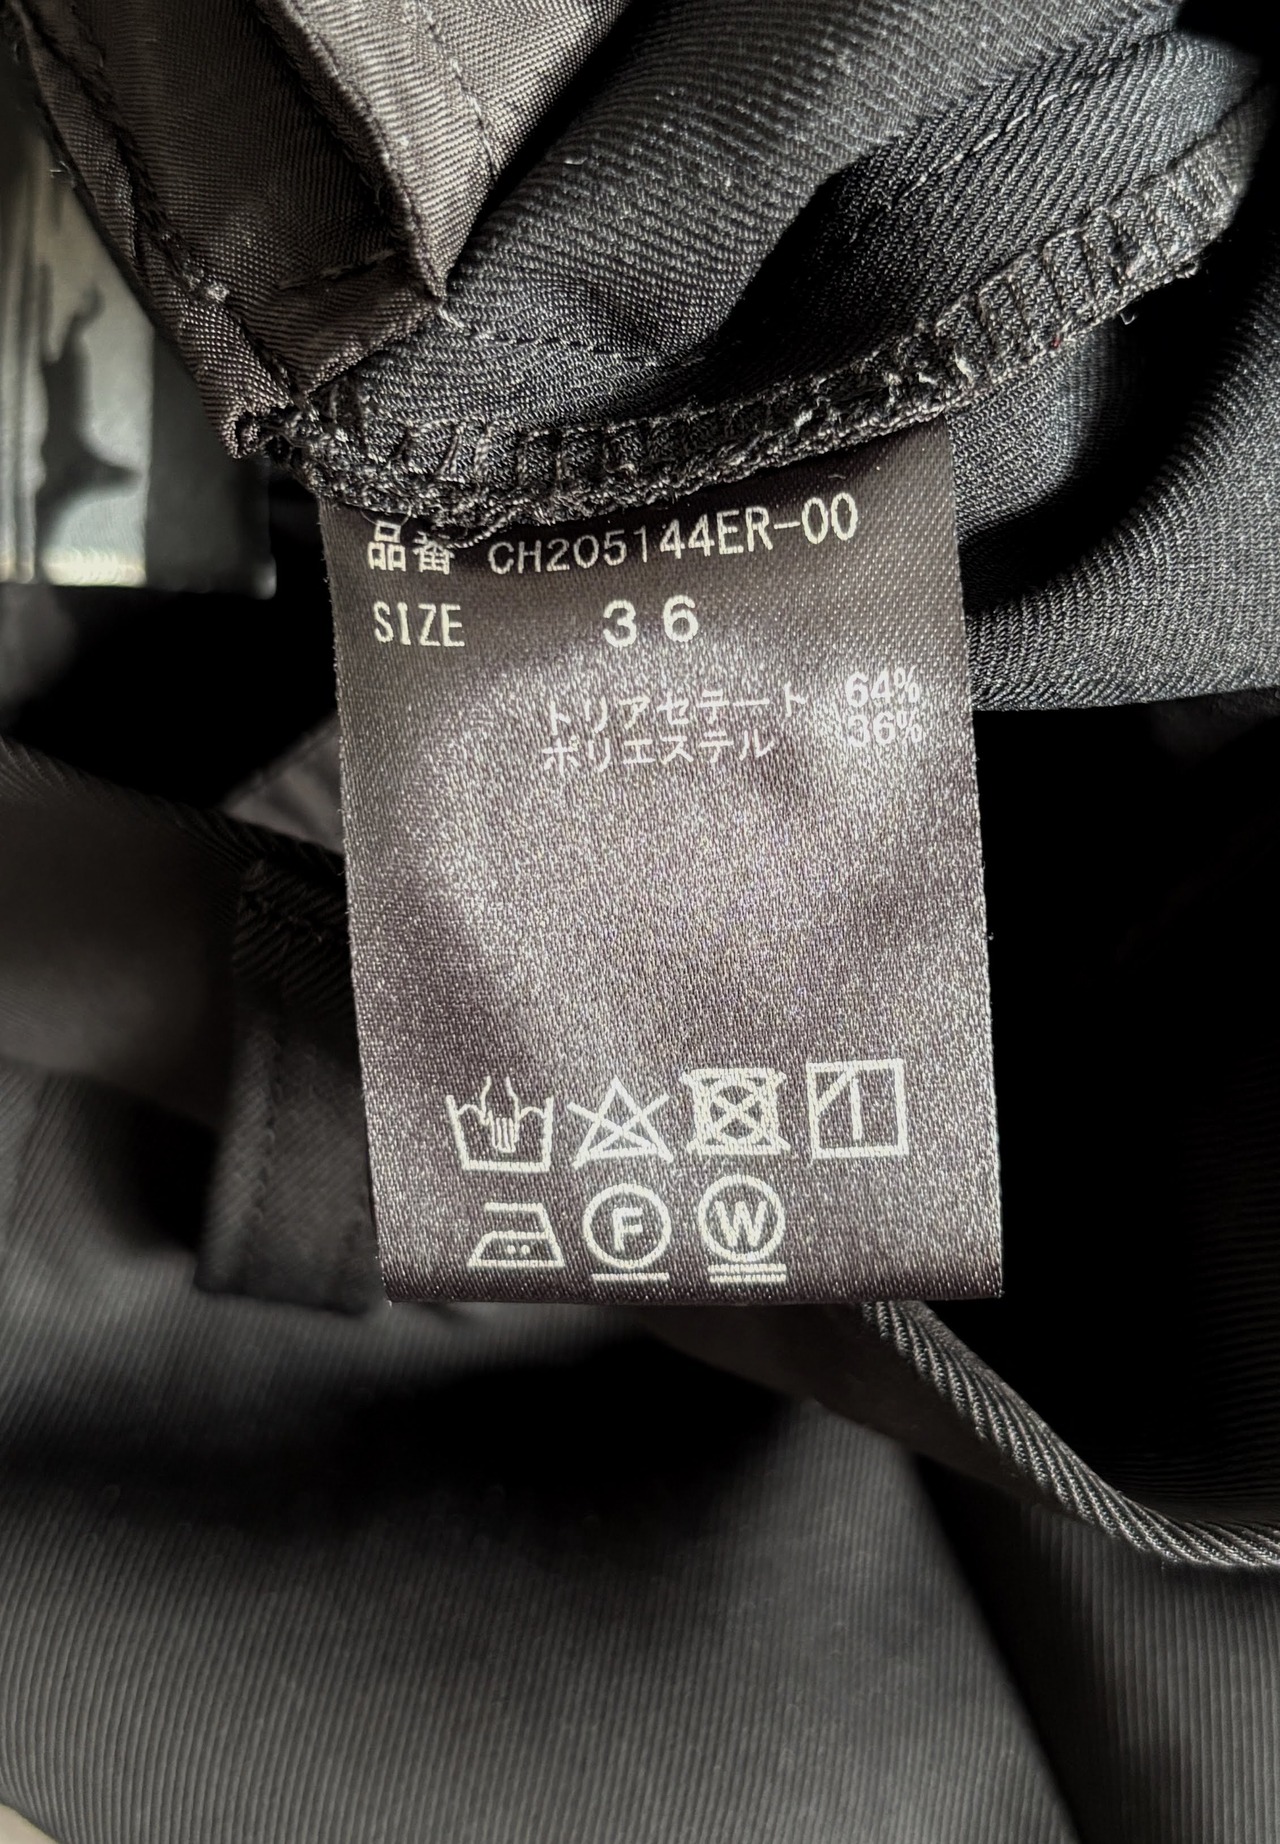 品番 CH205144ER-00
SIZE 36
トリアセテート 64%
ポリエステル 36%
F W